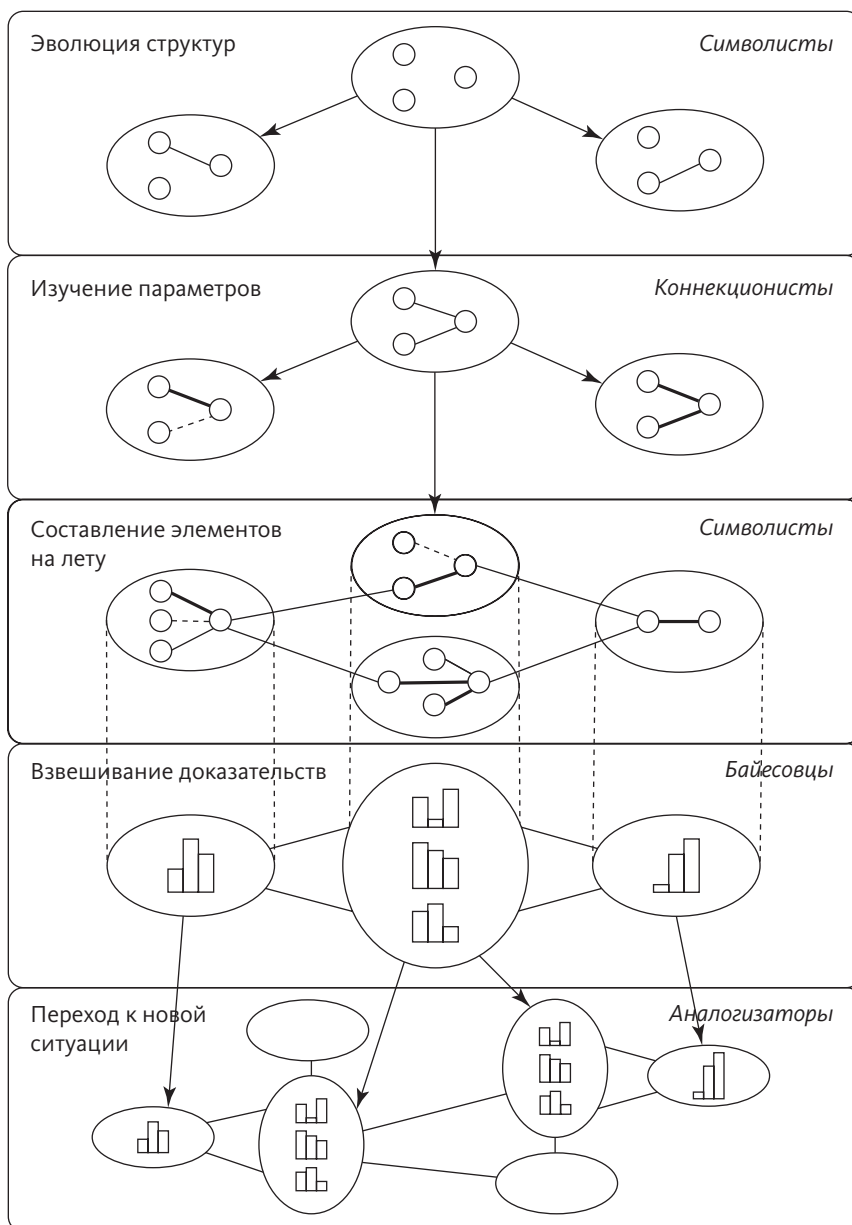 Эволюция структур
Символисты
Изучение параметров
Коннекционисты
Составление элементов
на лету
Символисты
Взвешивание доказательств
Байесовцы
Переход к новой
ситуации
Аналогизаторы